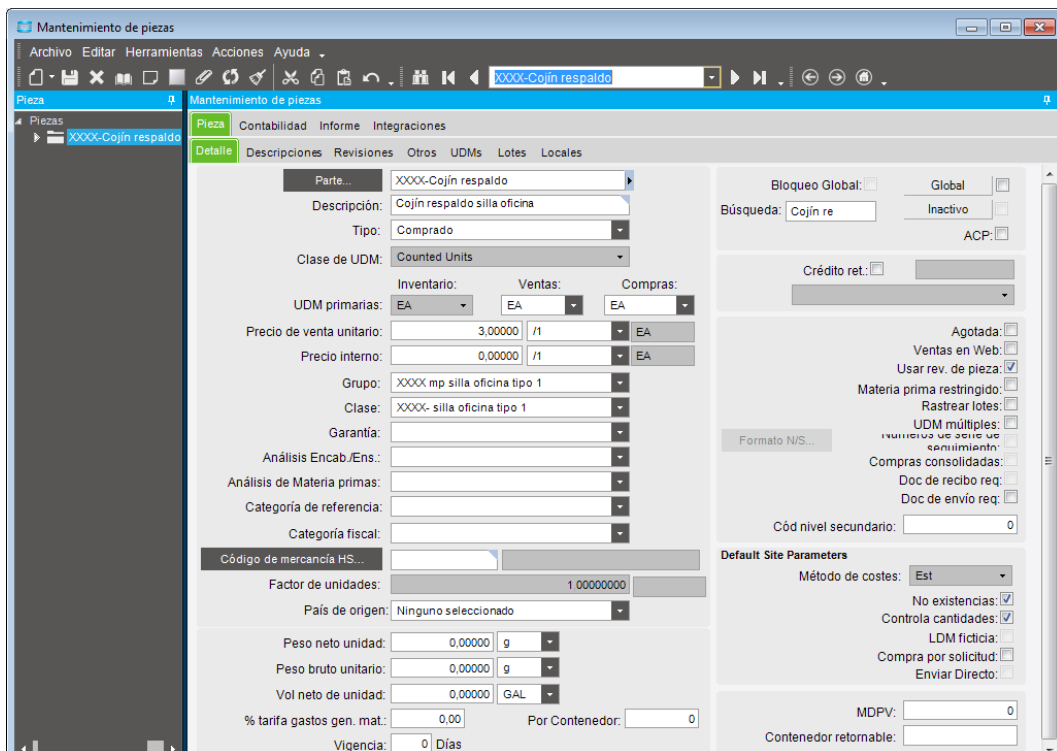 Mantenimiento de piezas
Archivo Editar Herramientas Acciones Ayuda
XXXX-Cojín respaldo
Pieza
Mantenimiento de piezas
Piezas
XXXX-Cojín respaldo
Pieza Contabilidad Informe Integraciones
Detalle Descripciones Revisiones Otros UDMs Lotes Locales
Parte... XXXX-Cojín respaldo
Descripción: Cojín respaldo silla oficina
Tipo: Comprado
Clase de UDM: Counted Units
Inventario: Ventas: Compras:
UDM primarias: EA EA EA
Precio de venta unitario: 3,00000 /1 EA
Precio interno: 0,00000 /1 EA
Grupo: XXXX mp silla oficina tipo 1
Clase: XXXX- silla oficina tipo 1
Garantía:
Análisis Encab./Ens.:
Análisis de Materia primas:
Categoría de referencia:
Categoría fiscal:
Código de mercancía HS...
Factor de unidades: 1.00000000
País de origen: Ninguno seleccionado
Peso neto unidad: 0,00000 g
Peso bruto unitario: 0,00000 g
Vol neto de unidad: 0,00000 GAL
% tarifa gastos gen. mat.: 0,00 Por Contenedor: 0
Vigencia: 0 Días
Bloqueo Global: Global
Búsqueda: Cojín re Inactivo
ACP:
Crédito ret.:
Agotada:
Ventas en Web:
Usar rev. de pieza:
Materia prima restringido:
Rastrear lotes:
UDM múltiples:
Formato N/S... Números de serie de
seguimiento:
Compras consolidadas:
Doc de recibo req:
Doc de envío req:
Cód nivel secundario: 0
Default Site Parameters
Método de costes: Est
No existencias:
Controla cantidades:
LDM ficticia:
Compra por solicitud:
Enviar Directo:
MDPV: 0
Contenedor retornable: